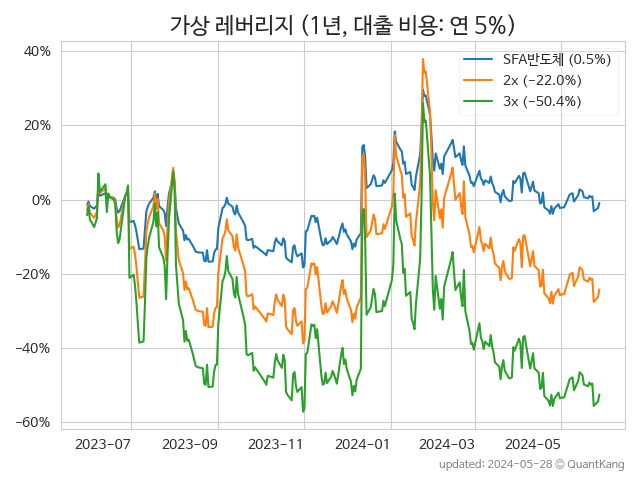 가상 레버리지 (1년, 대출 비용: 연 5%)
SFA반도체 (0.5%)
2x (−22.0%)
3x (−50.4%)
40%
20%
0%
−20%
−40%
−60%
2023-07 2023-09 2023-11 2024-01 2024-03 2024-05
updated: 2024-05-28 © QuantKang